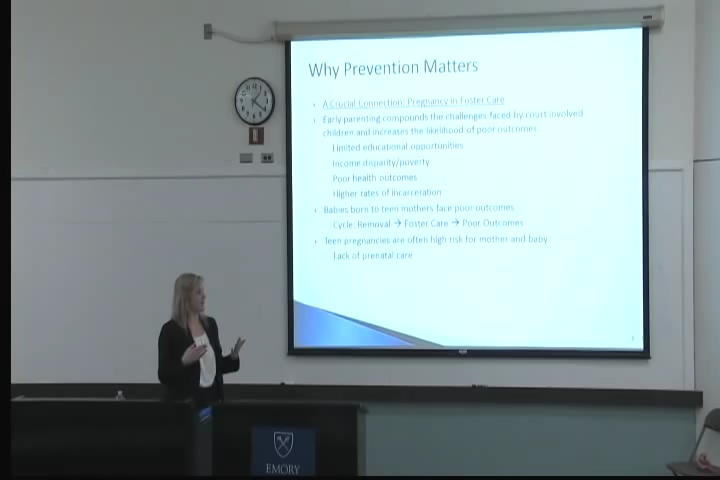 Why Prevention Matters
A Crucial Connection: Pregnancy in Foster Care
Early parenting compounds the challenges faced by court involved
children and increases the likelihood of poor outcomes
Limited educational opportunities
Income disparity/poverty
Poor health outcomes
Higher rates of incarceration
Babies born to teen mothers face poor outcomes
Cycle: Removal → Foster Care → Poor Outcomes
Teen pregnancies are often high risk for mother and baby
Lack of prenatal care
EMORY